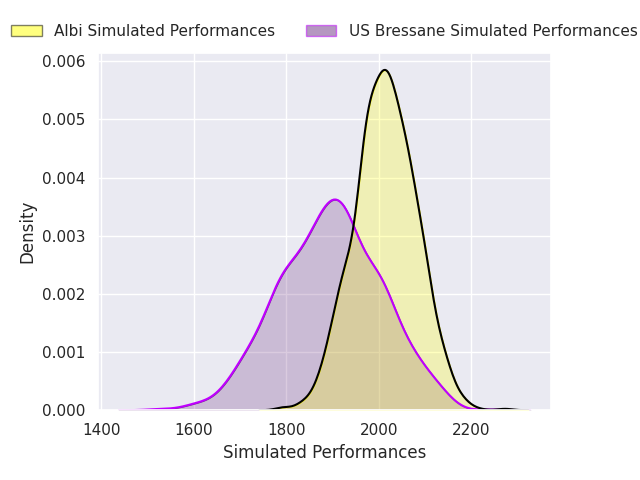 Albi Simulated Performances
US Bressane Simulated Performances
0.006
0.005
0.004
0.003
0.002
0.001
0.000
Density
1400 1600 1800 2000 2200
Simulated Performances